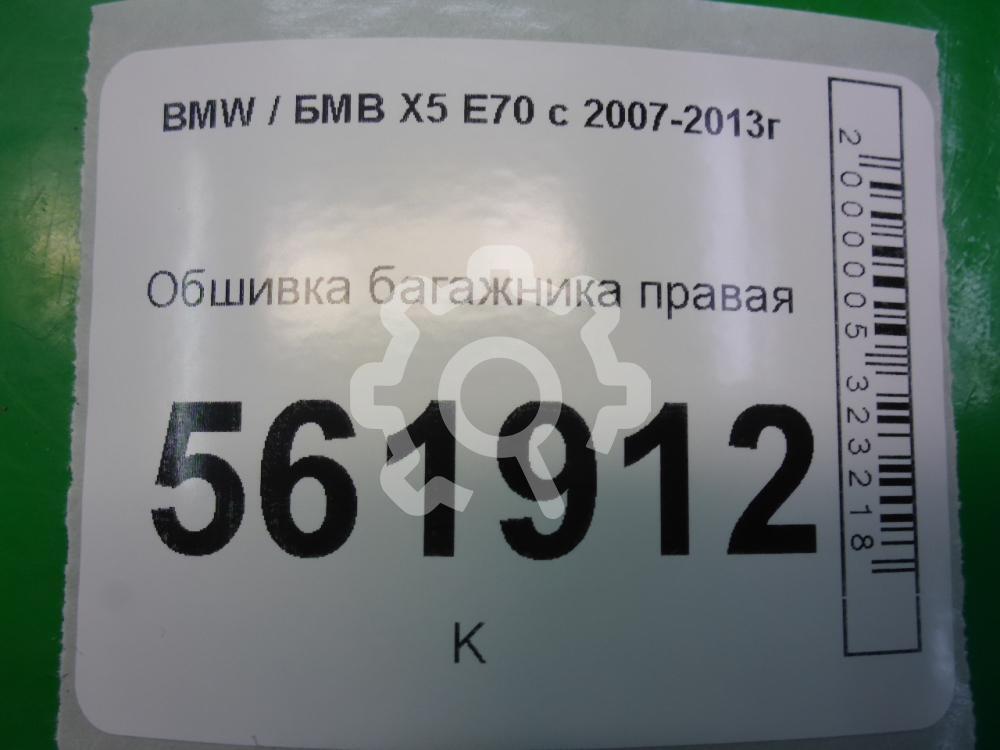 BMW / БМВ X5 E70 с 2007-2013г
Обшивка багажника правая
561912
K
2000005323218